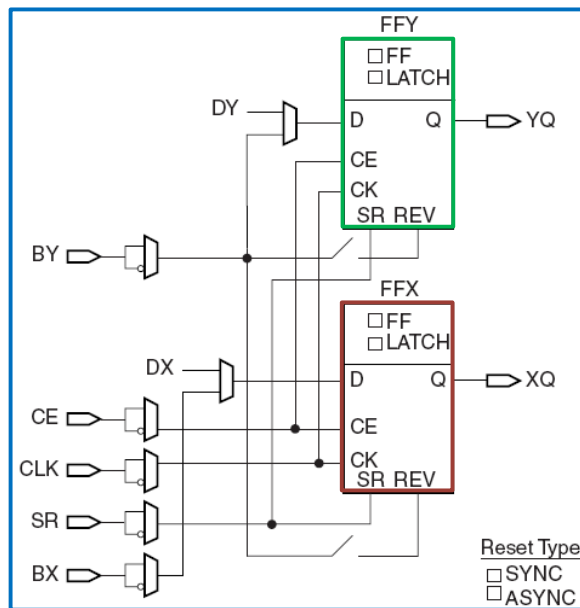 FFY
FF
LATCH
DY
D
Q
YQ
CE
CK
SR REV
BY
FFX
FF
LATCH
DX
D
Q
XQ
CE
CE
CLK
CK
SR REV
SR
BX
Reset Type
SYNC
ASYNC